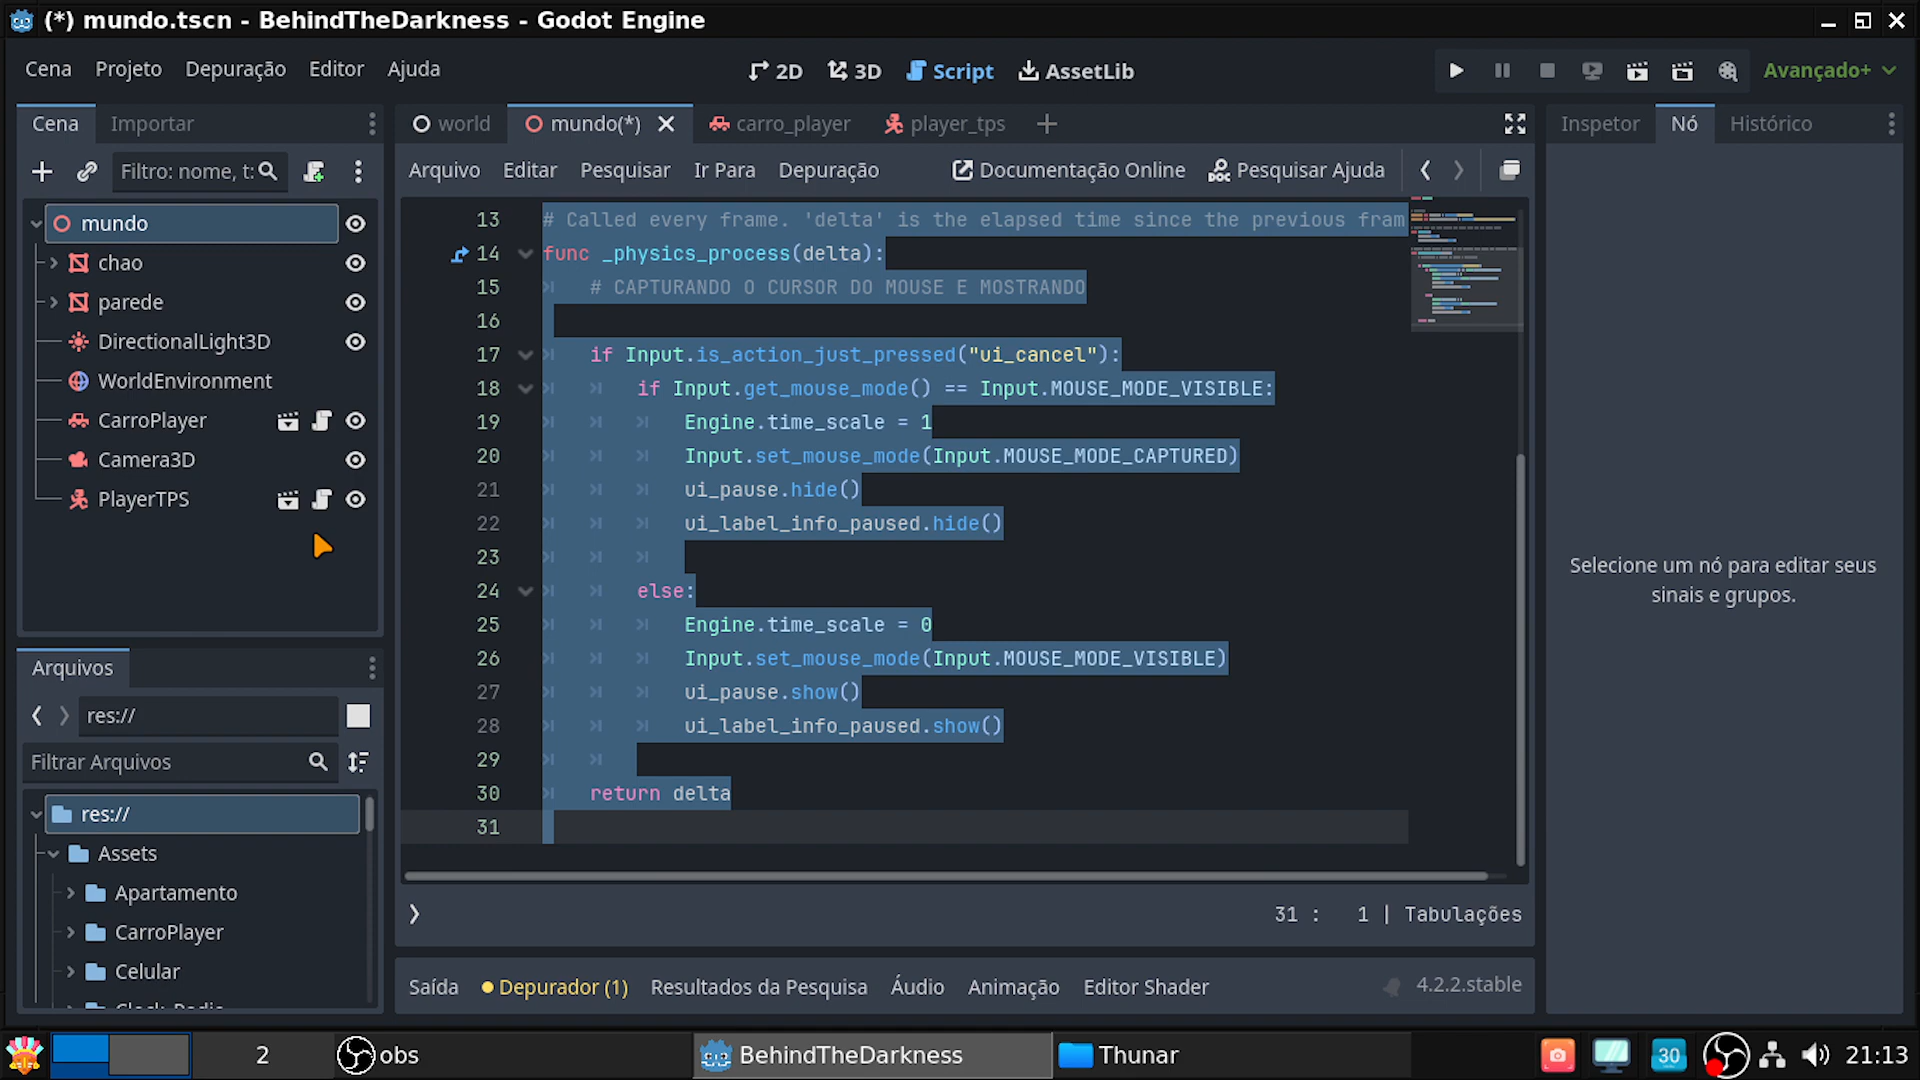 (*) mundo.tscn - BehindTheDarkness - Godot Engine
Cena Projeto Depuração Editor Ajuda
2D 3D Script AssetLib
Avançado+
Cena Importar
world mundo(*) carro_player player_tps
Inspetor Nó Histórico
Filtro: nome, t:
Arquivo Editar Pesquisar Ir Para Depuração Documentação Online Pesquisar Ajuda
mundo
chao
parede
DirectionalLight3D
WorldEnvironment
CarroPlayer
Camera3D
PlayerTPS
13 # Called every frame. 'delta' is the elapsed time since the previous fram
14 func _physics_process(delta):
15 # CAPTURANDO O CURSOR DO MOUSE E MOSTRANDO
16
17 if Input.is_action_just_pressed("ui_cancel"):
18 if Input.get_mouse_mode() == Input.MOUSE_MODE_VISIBLE:
19 Engine.time_scale = 1
20 Input.set_mouse_mode(Input.MOUSE_MODE_CAPTURED)
21 ui_pause.hide()
22 ui_label_info_paused.hide()
23
24 else:
25 Engine.time_scale = 0
26 Input.set_mouse_mode(Input.MOUSE_MODE_VISIBLE)
27 ui_pause.show()
28 ui_label_info_paused.show()
29
30 return delta
31
31 : 1 | Tabulações
Selecione um nó para editar seus
sinais e grupos.
Arquivos
res://
Filtrar Arquivos
res://
Assets
Apartamento
CarroPlayer
Celular
Saída Depurador (1) Resultados da Pesquisa Áudio Animação Editor Shader 4.2.2.stable
2 obs BehindTheDarkness Thunar 30 21:13